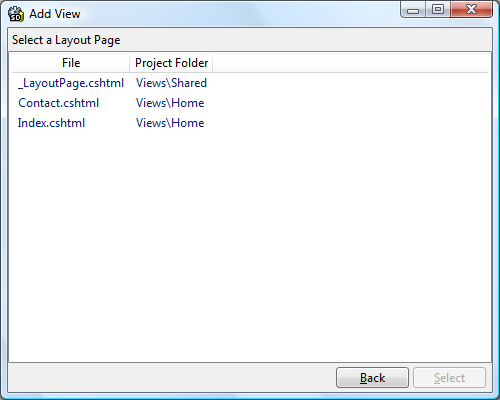 Add View
Select a Layout Page
File Project Folder
_LayoutPage.cshtml Views\Shared
Contact.cshtml Views\Home
Index.cshtml Views\Home
Back Select